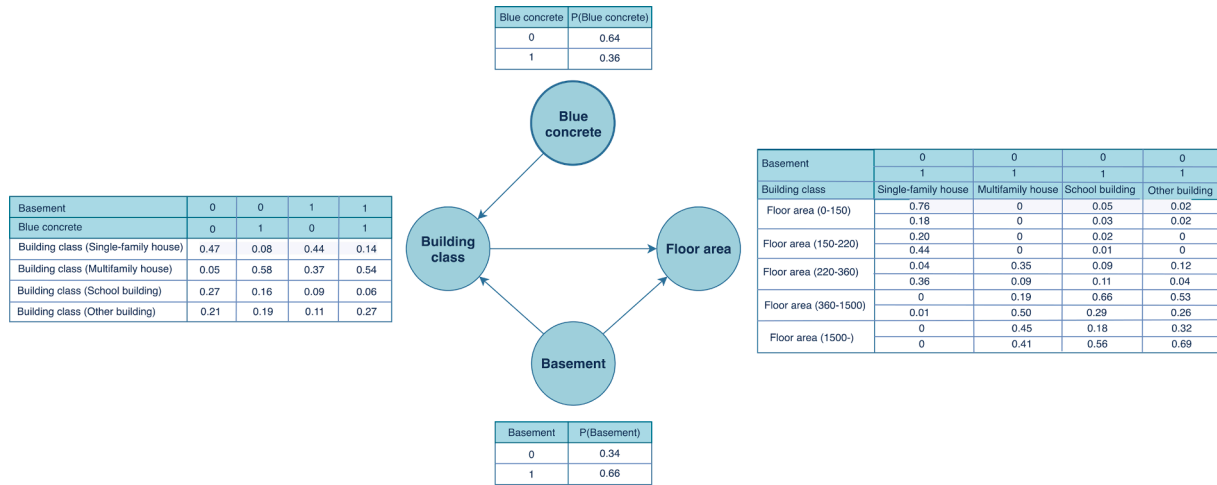 Blue concrete P(Blue concrete)
0 0.64
1 0.36
Blue
concrete
Basement 0 0 1 1
Blue concrete 0 1 0 1
Building class (Single-family house) 0.47 0.08 0.44 0.14
Building class (Multifamily house) 0.05 0.58 0.37 0.54
Building class (School building) 0.27 0.16 0.09 0.06
Building class (Other building) 0.21 0.19 0.11 0.27
Building
class
Floor area
Basement
0 0 0 0
1 1 1 1
Building class Single-family house Multifamily house School building Other building
Floor area (0-150)
0.76 0 0.05 0.02
0.18 0 0.03 0.02
Floor area (150-220)
0.20 0 0.02 0
0.44 0 0.01 0
Floor area (220-360)
0.04 0.35 0.09 0.12
0.36 0.09 0.11 0.04
Floor area (360-1500)
0 0.19 0.66 0.53
0.01 0.50 0.29 0.26
Floor area (1500-)
0 0.45 0.18 0.32
0 0.41 0.56 0.69
Basement
Basement P(Basement)
0 0.34
1 0.66